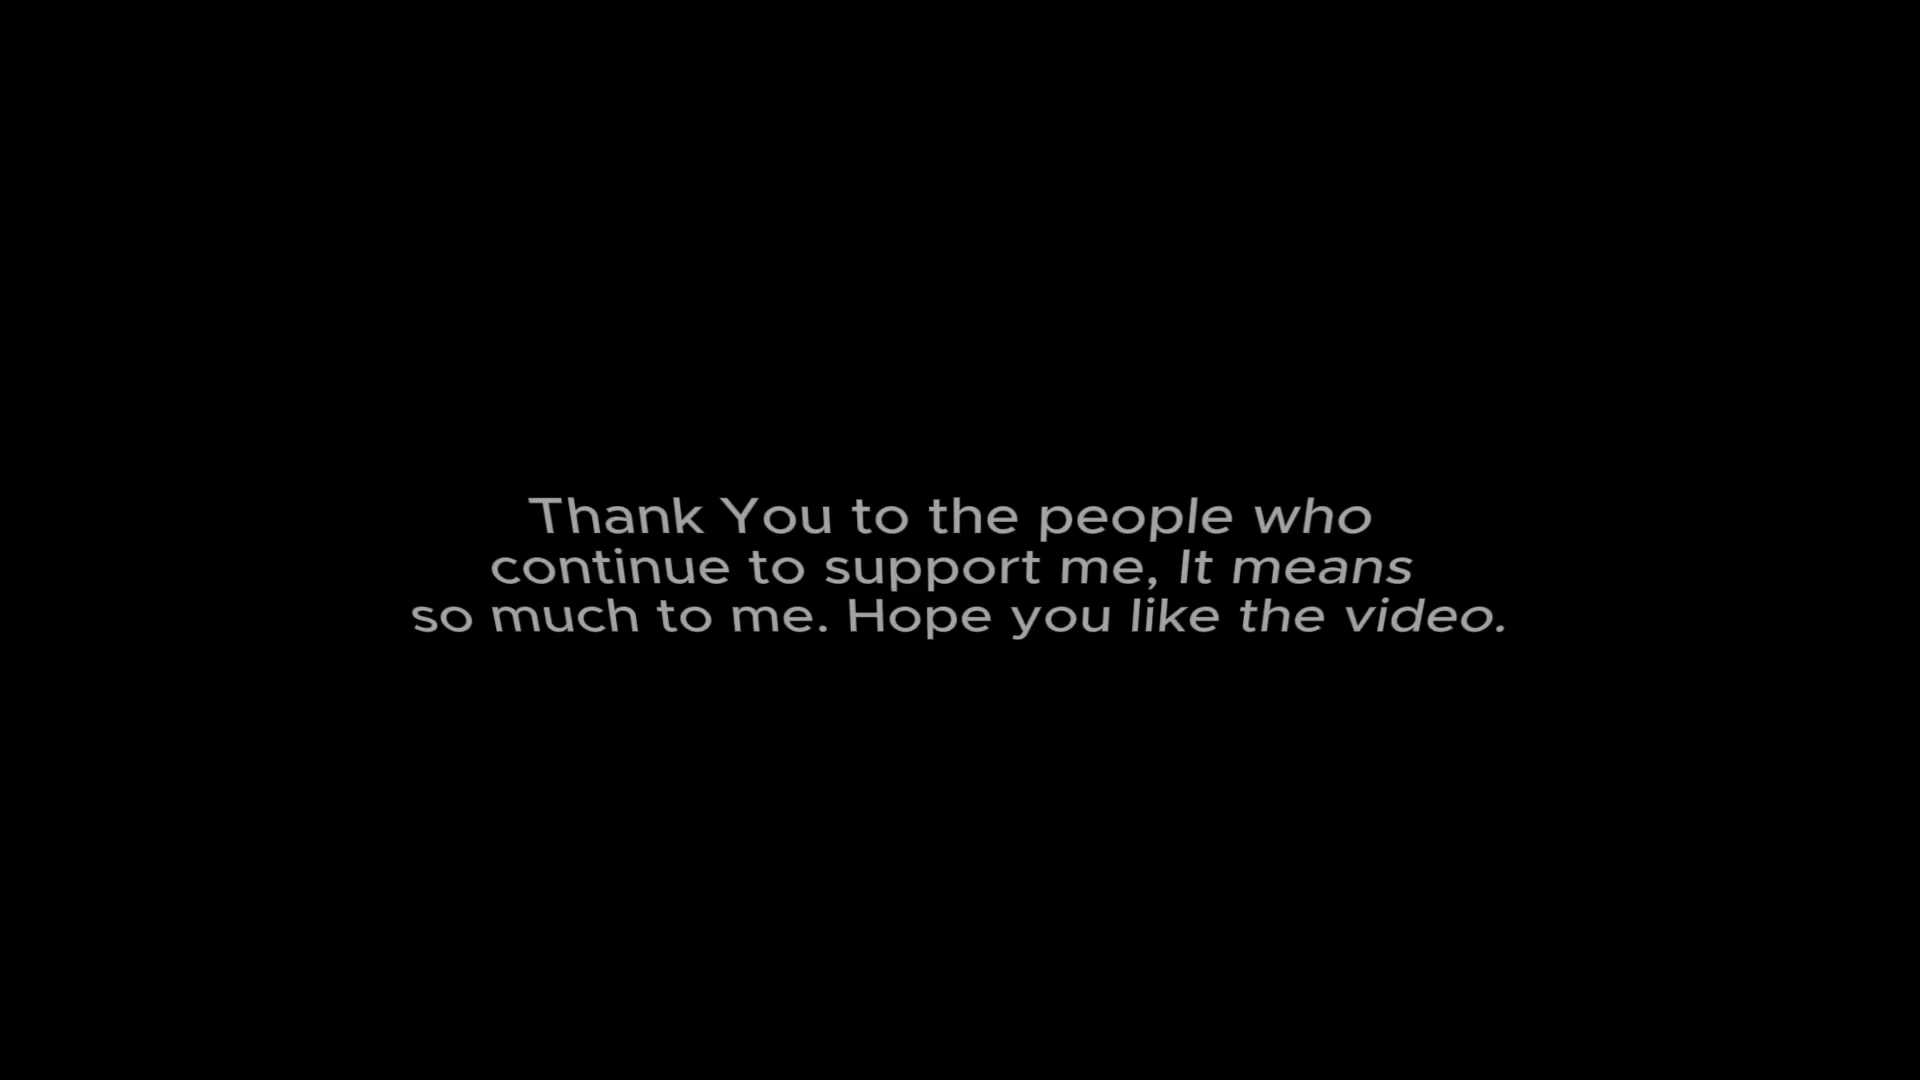 Thank You to the people who
continue to support me, It means
so much to me. Hope you like the video.